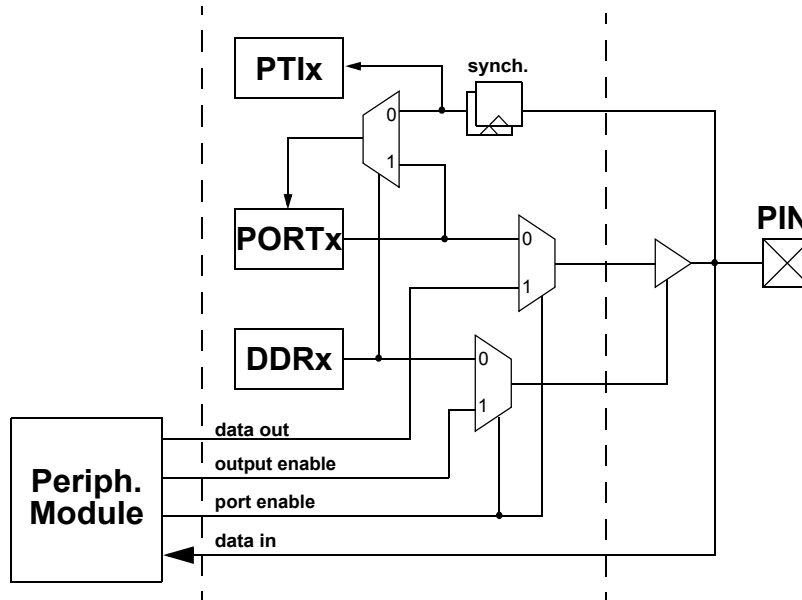 PTIx
synch.
0
1
PORTx
PIN
0
1
DDRx
0
1
data out
output enable
port enable
data in
Periph.
Module